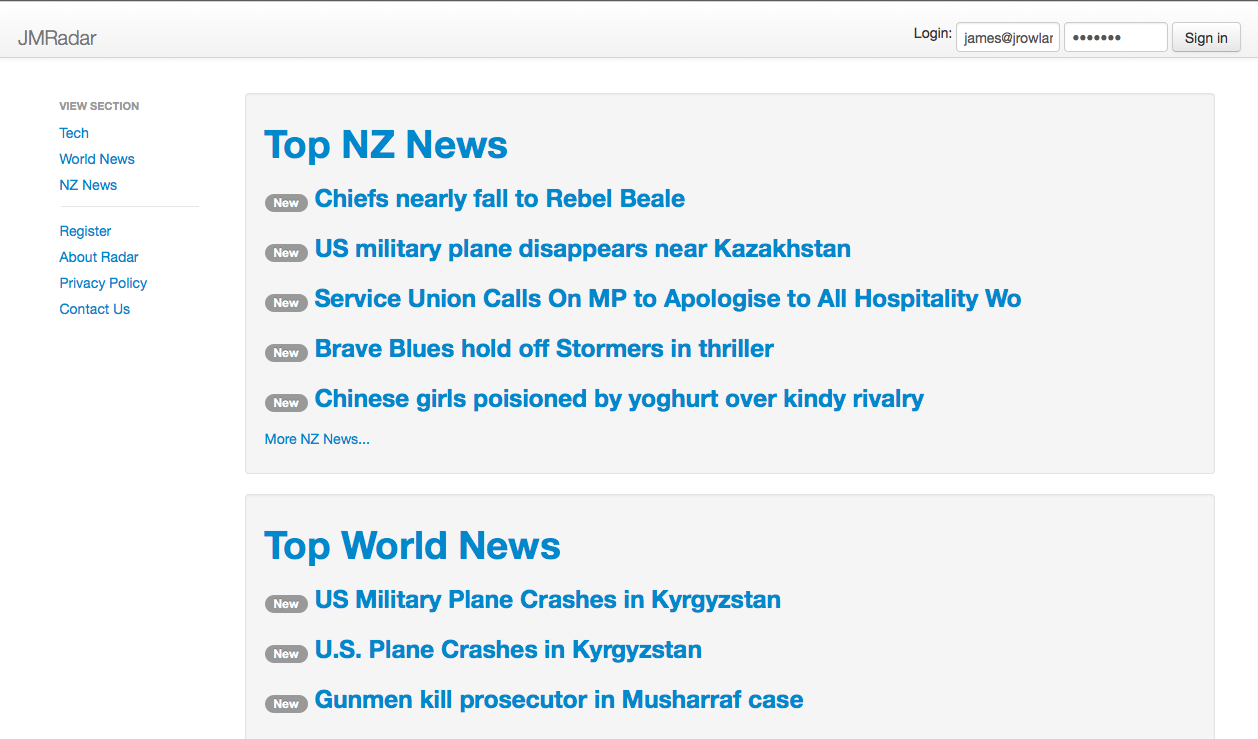 JMRadar
Login: james@jrowlar ••••••• Sign in
VIEW SECTION
Tech
World News
NZ News
Register
About Radar
Privacy Policy
Contact Us
Top NZ News
New Chiefs nearly fall to Rebel Beale
New US military plane disappears near Kazakhstan
New Service Union Calls On MP to Apologise to All Hospitality Wo
New Brave Blues hold off Stormers in thriller
New Chinese girls poisioned by yoghurt over kindy rivalry
More NZ News...
Top World News
New US Military Plane Crashes in Kyrgyzstan
New U.S. Plane Crashes in Kyrgyzstan
New Gunmen kill prosecutor in Musharraf case